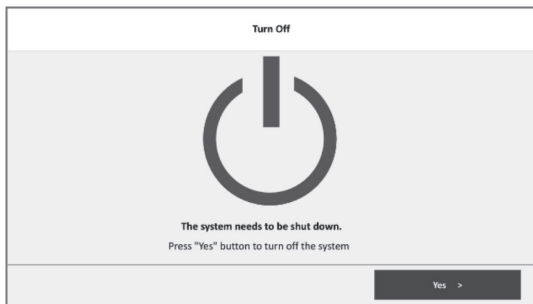 Turn Off
The system needs to be shut down.
Press "Yes" button to turn off the system
Yes >